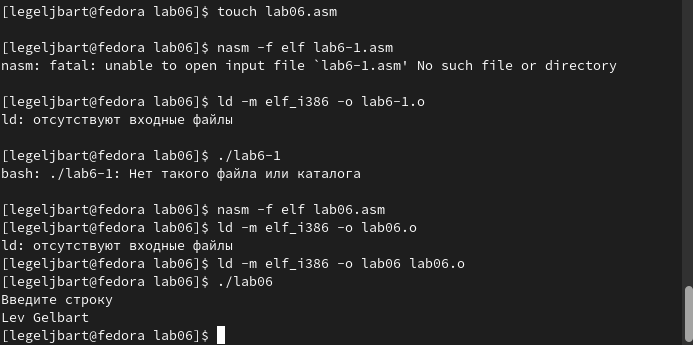 [legeljbart@fedora lab06]$ touch lab06.asm
[legeljbart@fedora lab06]$ nasm -f elf lab6-1.asm
nasm: fatal: unable to open input file `lab6-1.asm' No such file or directory
[legeljbart@fedora lab06]$ ld -m elf_i386 -o lab6-1.o
ld: отсутствуют входные файлы
[legeljbart@fedora lab06]$ ./lab6-1
bash: ./lab6-1: Нет такого файла или каталога
[legeljbart@fedora lab06]$ nasm -f elf lab06.asm
[legeljbart@fedora lab06]$ ld -m elf_i386 -o lab06.o
ld: отсутствуют входные файлы
[legeljbart@fedora lab06]$ ld -m elf_i386 -o lab06 lab06.o
[legeljbart@fedora lab06]$ ./lab06
Введите строку
Lev Gelbart
[legeljbart@fedora lab06]$